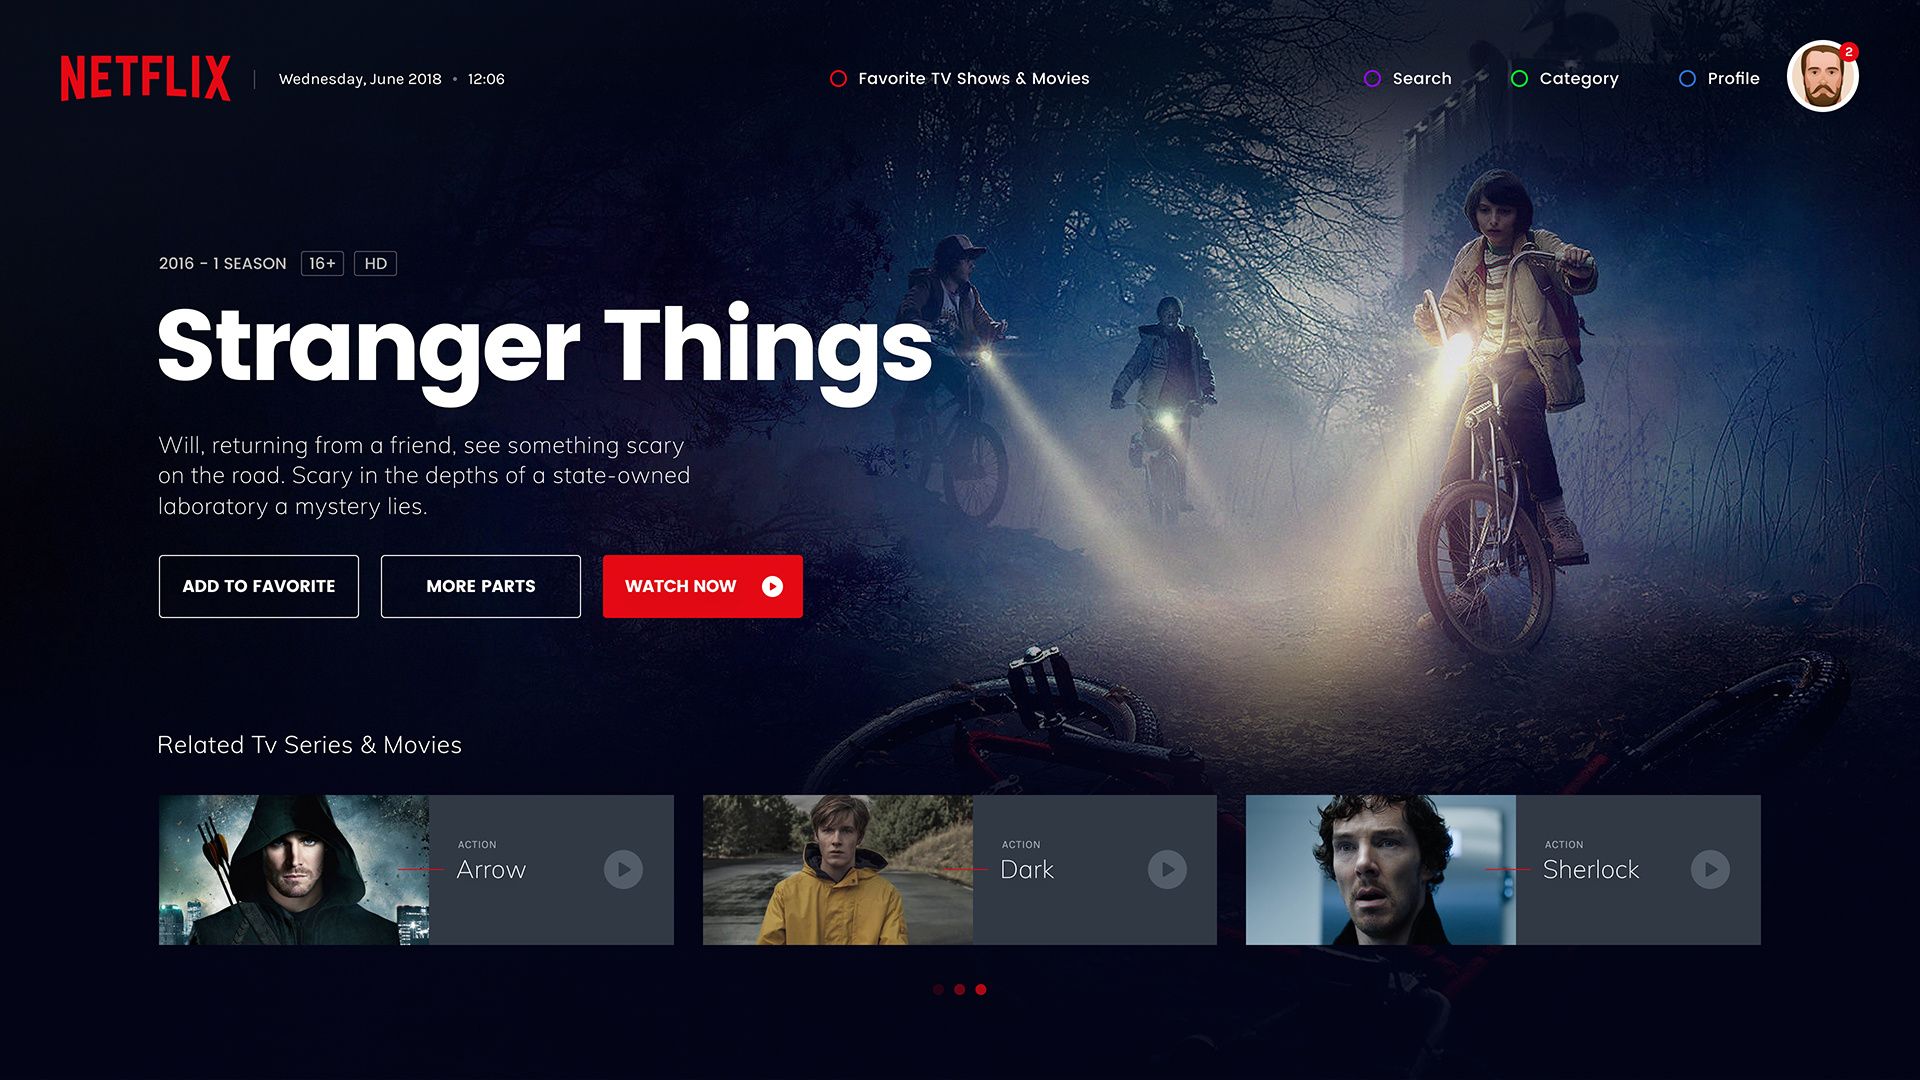 NETFLIX
Wednesday, June 2018 • 12:06
Favorite TV Shows & Movies
Search
Category
Profile
2
2016 - 1 SEASON 16+ HD
Stranger Things
Will, returning from a friend, see something scary
on the road. Scary in the depths of a state-owned
laboratory a mystery lies.
ADD TO FAVORITE
MORE PARTS
WATCH NOW
Related Tv Series & Movies
ACTION
Arrow
ACTION
Dark
ACTION
Sherlock